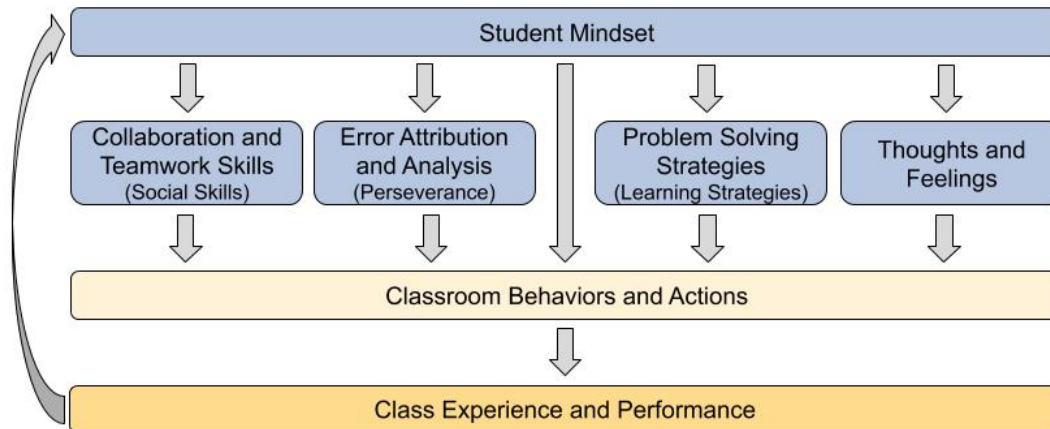 Student Mindset
Collaboration and
Teamwork Skills
(Social Skills)
Error Attribution
and Analysis
(Perseverance)
Problem Solving
Strategies
(Learning Strategies)
Thoughts and
Feelings
Classroom Behaviors and Actions
Class Experience and Performance